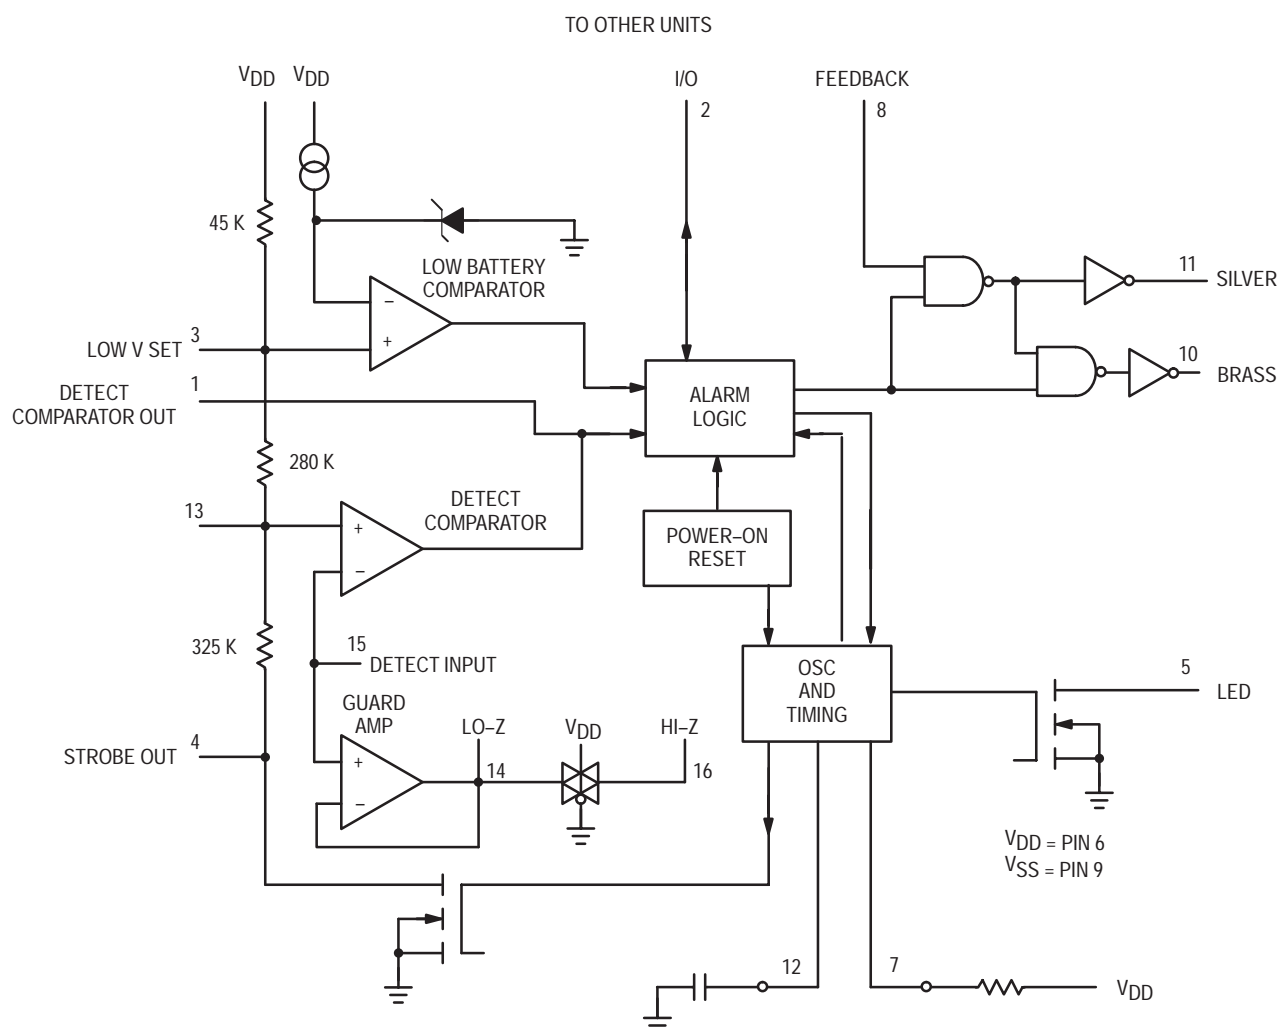 TO OTHER UNITS
VDD VDD
I/O
2
FEEDBACK
8
45 K
LOW BATTERY
COMPARATOR
−
+
LOW V SET 3
1
DETECT
COMPARATOR OUT
ALARM
LOGIC
11 SILVER
10 BRASS
280 K
13
DETECT
COMPARATOR
+
−
POWER–ON
RESET
325 K
15
DETECT INPUT
OSC
AND
TIMING
5 LED
GUARD
AMP
LO–Z
14
VDD
HI–Z
16
STROBE OUT 4
+
−
VDD = PIN 6
VSS = PIN 9
12
7
VDD